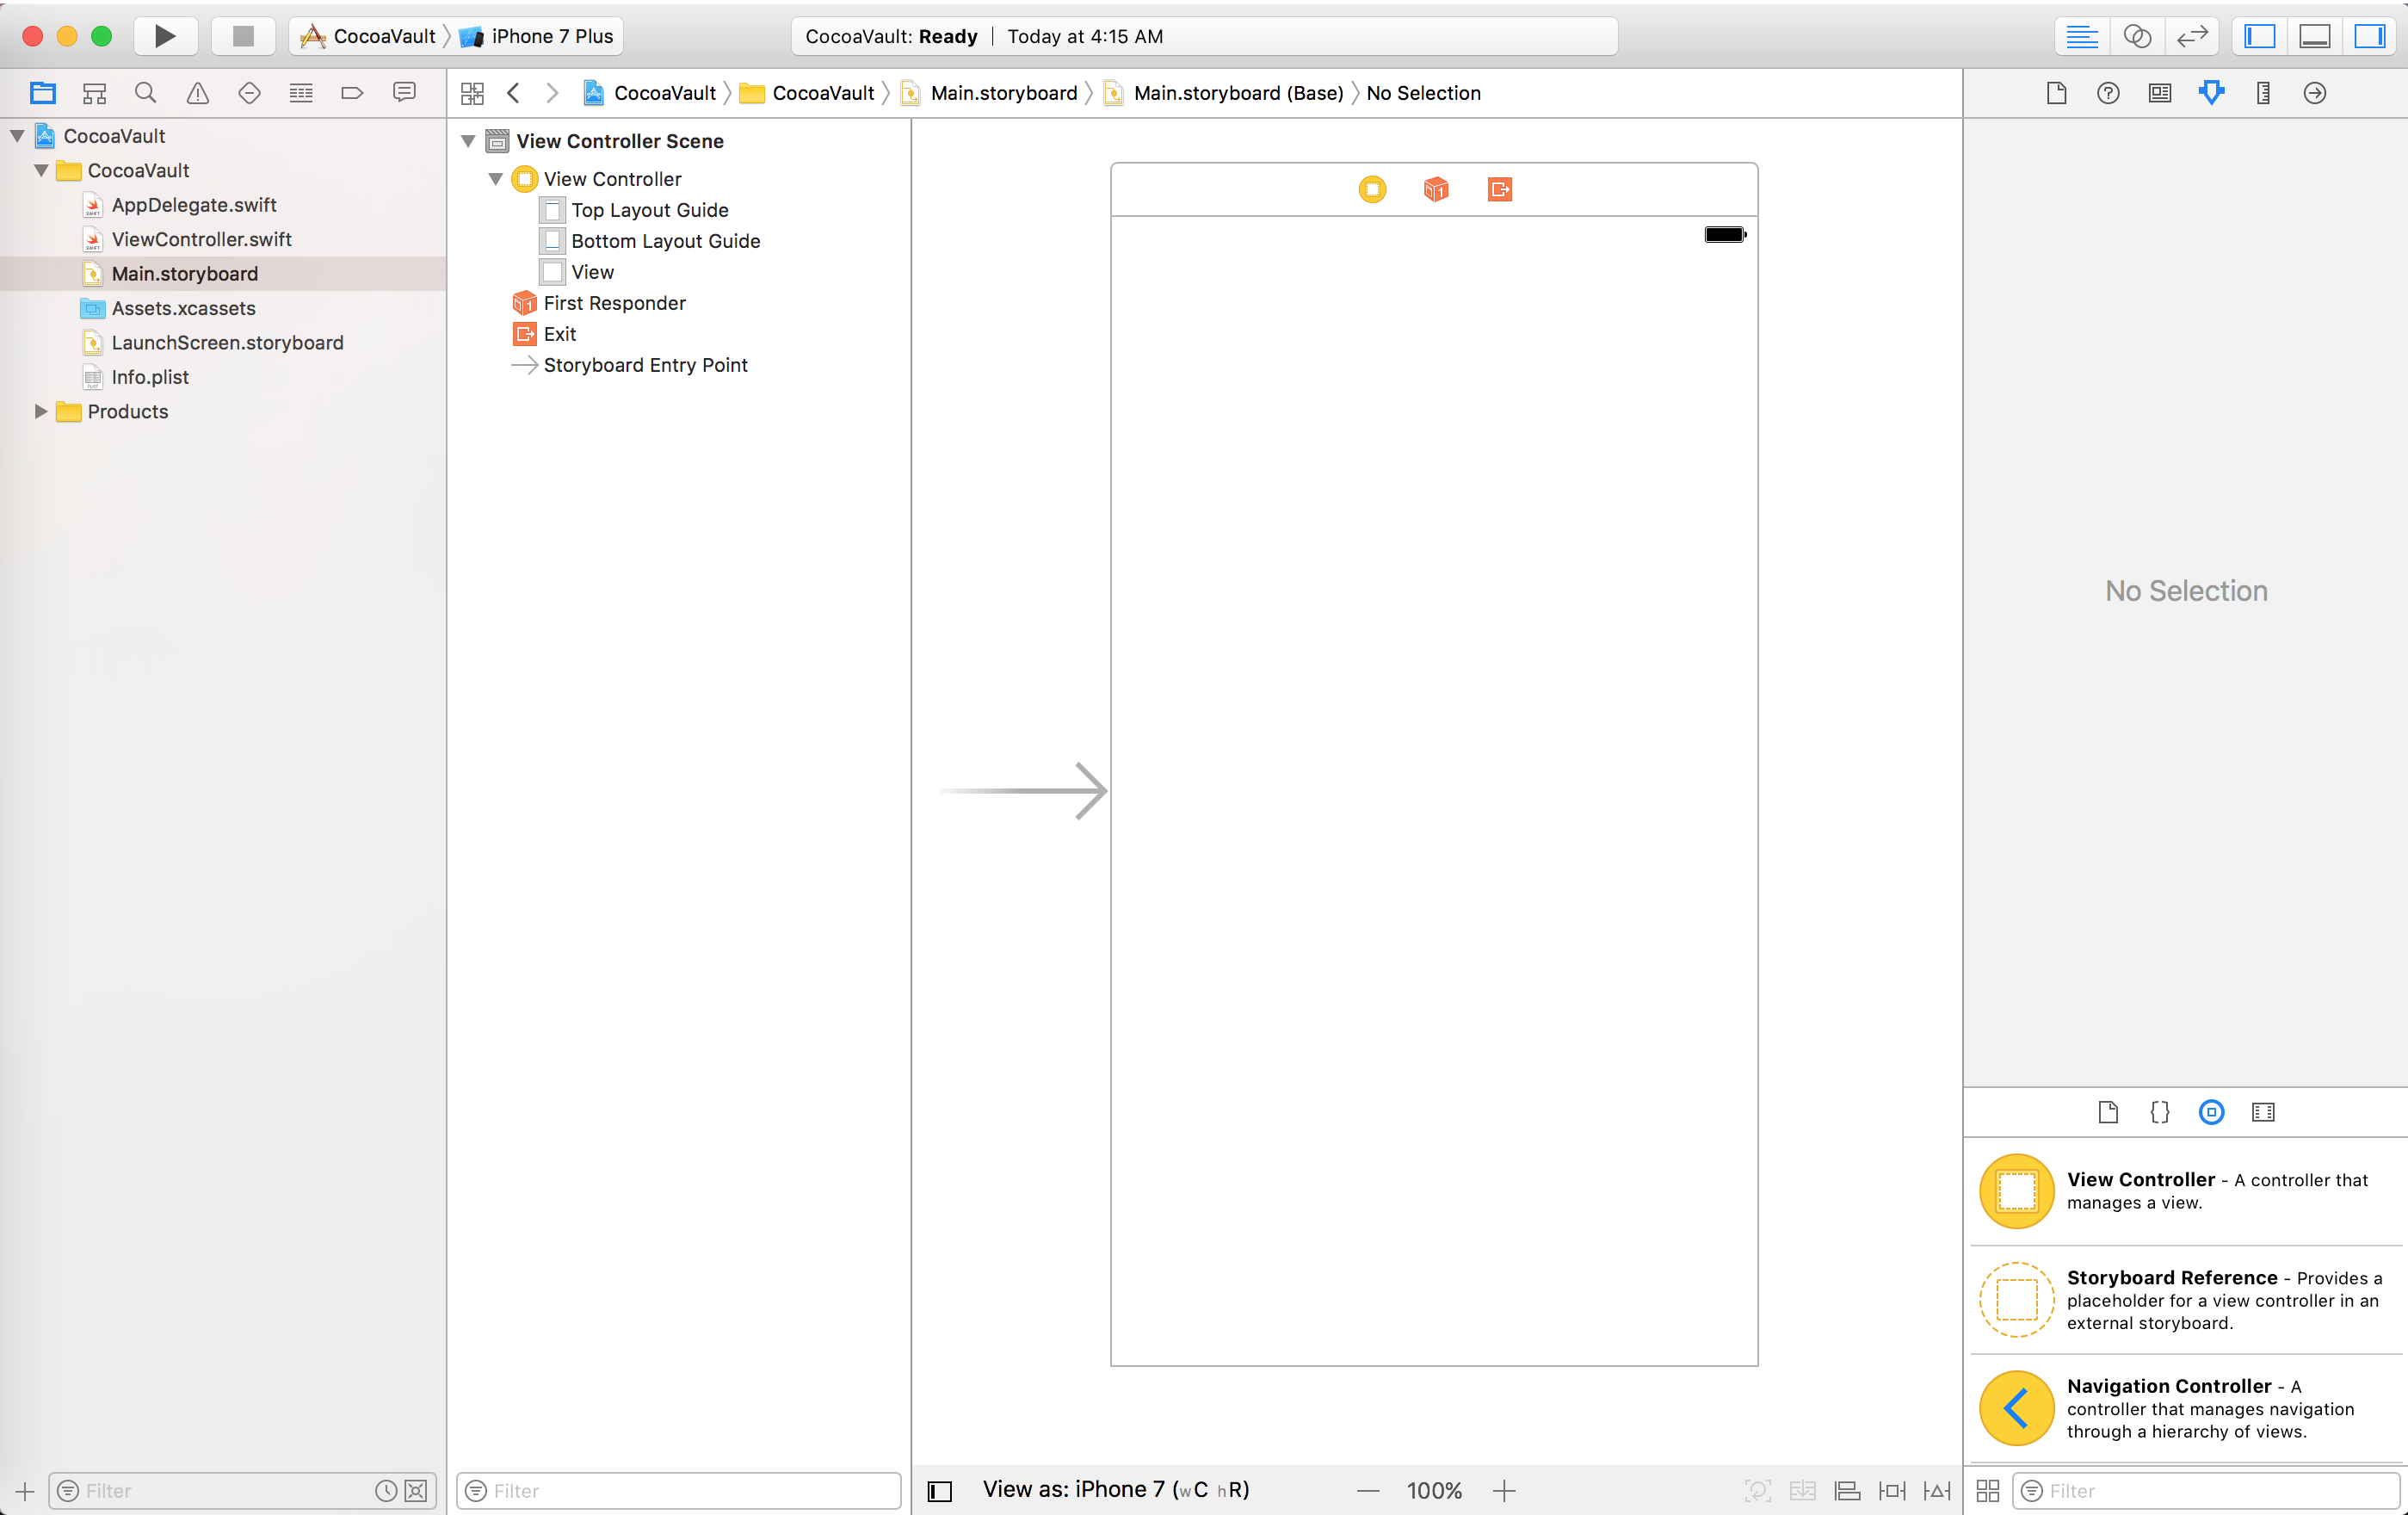 CocoaVault
iPhone 7 Plus
CocoaVault: Ready
Today at 4:15 AM
CocoaVault
CocoaVault
Main.storyboard
Main.storyboard (Base)
No Selection
CocoaVault
CocoaVault
AppDelegate.swift
ViewController.swift
Main.storyboard
Assets.xcassets
LaunchScreen.storyboard
Info.plist
Products
Filter
View Controller Scene
View Controller
Top Layout Guide
Bottom Layout Guide
View
First Responder
Exit
Storyboard Entry Point
Filter
View as: iPhone 7 (wC hR)
100%
No Selection
View Controller - A controller that
manages a view.
Storyboard Reference - Provides a
placeholder for a view controller in an
external storyboard.
Navigation Controller - A
controller that manages navigation
through a hierarchy of views.
Filter